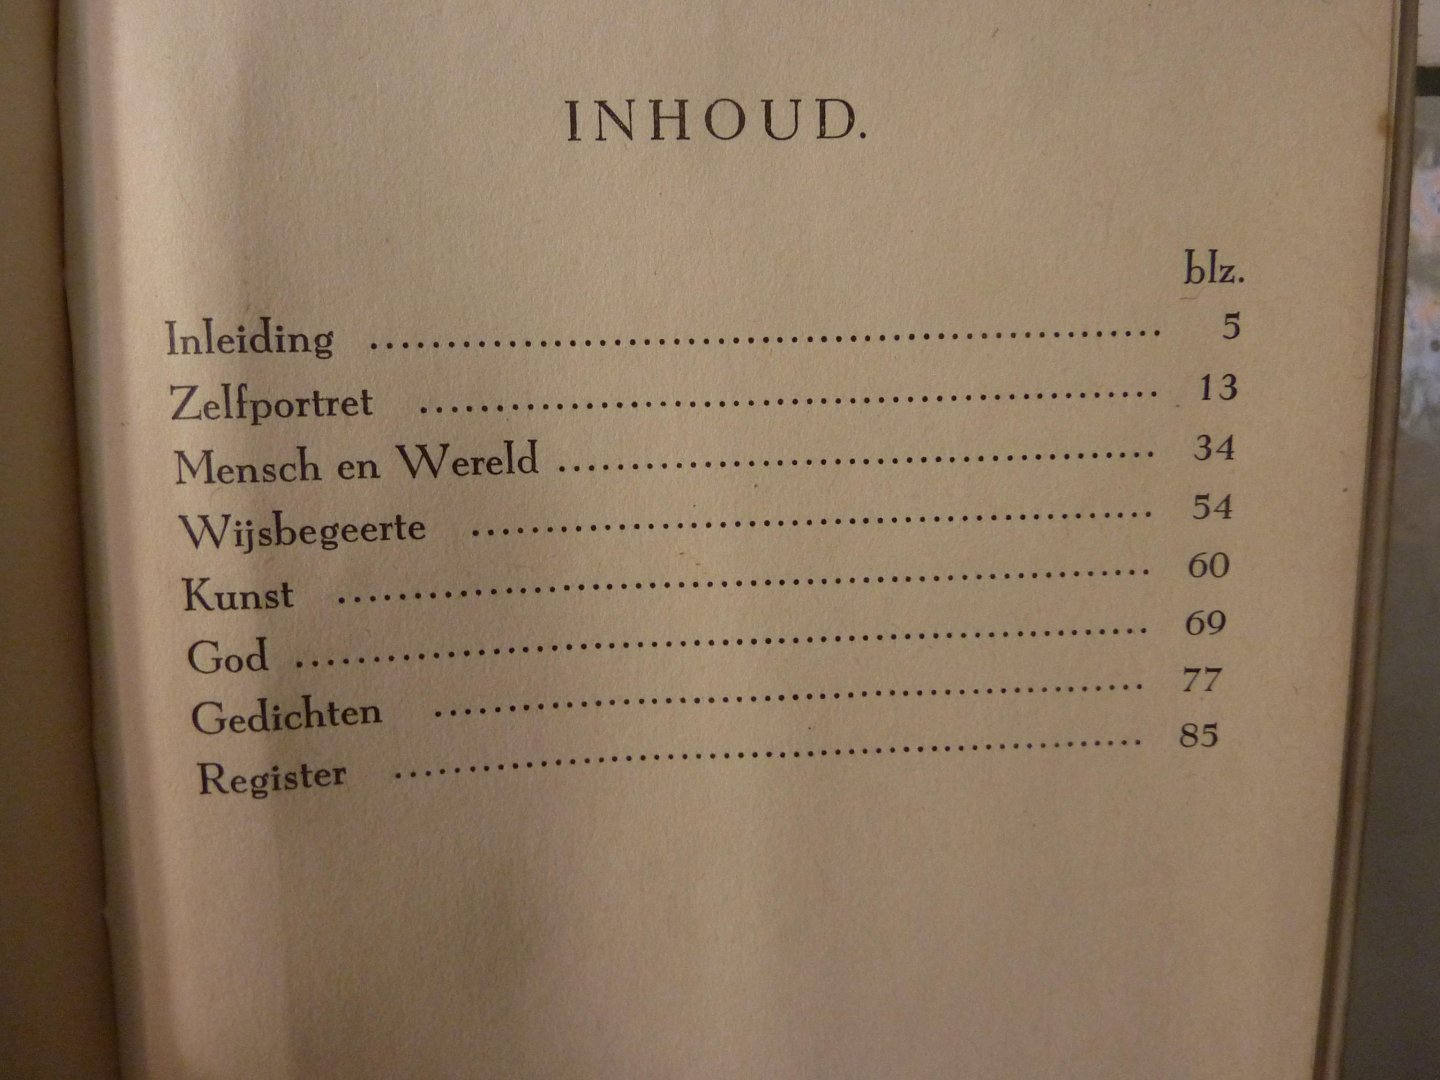 INHOUD.
blz.
Inleiding ........................................................ 5
Zelfportret ........................................................ 13
Mensch en Wereld ........................................................ 34
Wijsbegeerte ........................................................ 54
Kunst ........................................................ 60
God ........................................................ 69
Gedichten ........................................................ 77
Register ........................................................ 85